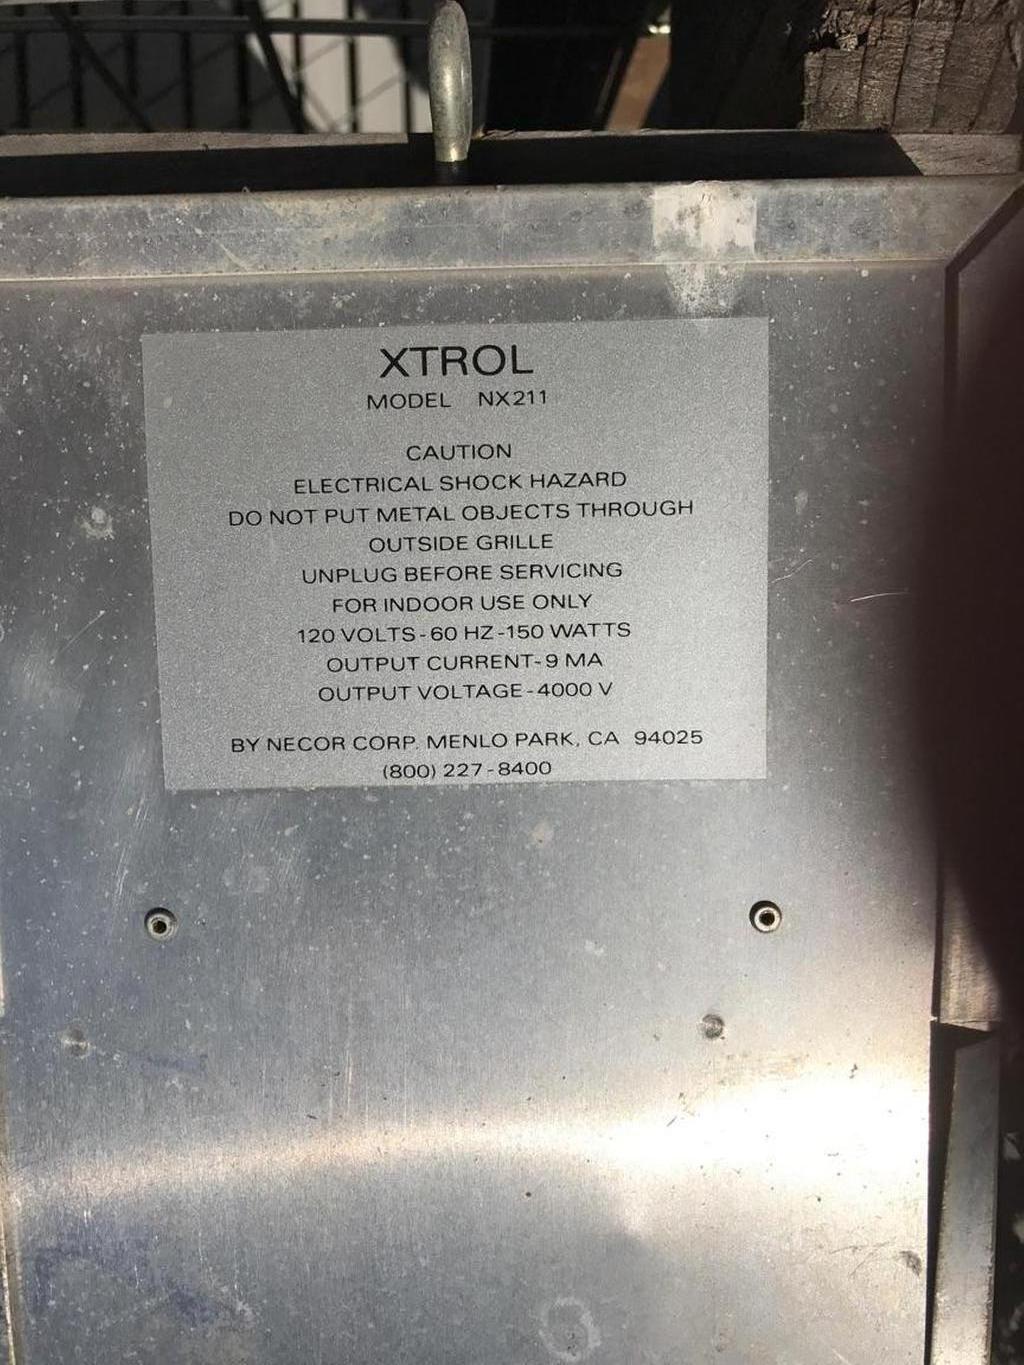 XTROL
MODEL NX211
CAUTION
ELECTRICAL SHOCK HAZARD
DO NOT PUT METAL OBJECTS THROUGH
OUTSIDE GRILLE
UNPLUG BEFORE SERVICING
FOR INDOOR USE ONLY
120 VOLTS-60 HZ-150 WATTS
OUTPUT CURRENT-9 MA
OUTPUT VOLTAGE-4000 V
BY NECOR CORP. MENLO PARK, CA 94025
(800) 227-8400